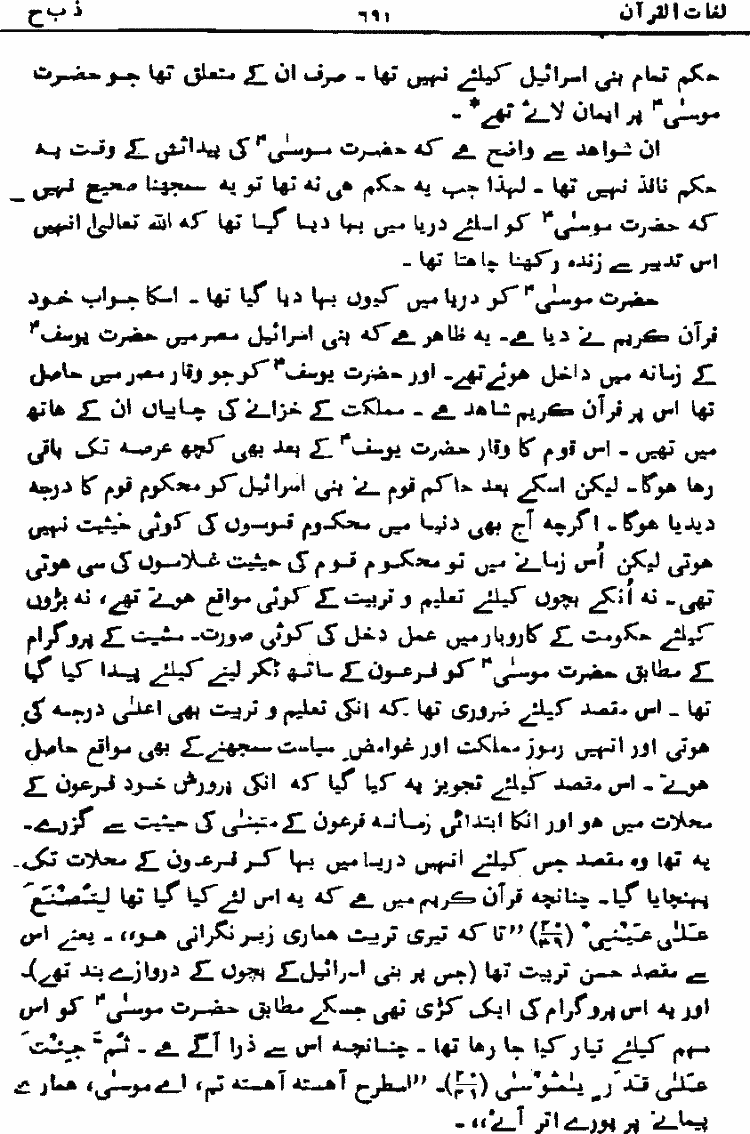 لغات القرآن ٦٩١ ذ ب ح
حکم تمام بنی اسرائیل کیلئے نہیں تھا ۔ صرف ان کے متعلق تھا جو حضرت
موسٰیؑ پر ایمان لائے تھے* ۔
ان شواھد سے واضح ہے کہ حضرت موسٰیؑ کی پیدائش کے وقت یہ
حکم نافذ نہیں تھا ۔ لہذا جب یہ حکم ھی نہ تھا تو یہ سمجھنا صحیح نہیں
کہ حضرت موسٰیؑ کو اسلئے دریا میں بہا دیا گیا تھا کہ اللہ تعالیٰ انہیں
اس تدبیر سے زندہ رکھنا چاھتا تھا ۔
حضرت موسٰیؑ کو دریا میں کیوں بہا دیا گیا تھا ۔ اسکا جواب خود
قرآن کریم نے دیا ہے۔ یہ ظاھر ہے کہ بنی اسرائیل مصر میں حضرت یوسفؑ
کے زمانہ میں داخل ھوئے تھے۔ اور حضرت یوسفؑ کو جو وقار مصر میں حاصل
تھا اس پر قرآن کریم شاھد ہے ۔ مملکت کے خزانے کی چابیاں ان کے ھاتھ
میں تھیں ۔ اس قوم کا وقار حضرت یوسفؑ کے بعد بھی کچھ عرصہ تک باقی
رھا ھوگا۔ لیکن اسکے بعد حاکم قوم نے بنی اسرائیل کو محکوم قوم کا درجہ
دیدیا ھوگا۔ اگرچہ آج بھی دنیا میں محکوم قوموں کی کوئی حیثیت نہیں
ھوتی لیکن اُس زمانے میں تو محکوم قوم کی حیثیت غلاموں کی سی ھوتی
تھی۔ نہ اُنکے بچوں کیلئے تعلیم و تربیت کے کوئی مواقع ھوتے تھے، نہ بڑوں
کیلئے حکومت کے کاروبار میں عمل دخل کی کوئی صورت۔ مشیت کے پروگرام
کے مطابق حضرت موسٰیؑ کو فرعون کے ساتھ ٹکر لینے کیلئے پیدا کیا گیا
تھا ۔ اس مقصد کیلئے ضروری تھا کہ انکی تعلیم و تربیت بھی اعلٰی درجہ کی
ھوتی اور انہیں رموز مملکت اور غوامضِ سیاست سمجھنے کے بھی مواقع حاصل
ھوتے ۔ اس مقصد کیلئے تجویز یہ کیا گیا کہ انکی پرورش خود فرعون کے
محلات میں ھو اور انکا ابتدائی زمانہ فرعون کے متبنٰی کی حیثیت سے گزرے۔
یہ تھا وہ مقصد جس کیلئے انہیں دریا میں بہا کر فرعون کے محلات تک
پہنچایا گیا۔ چنانچہ قرآن کریم میں ہے کہ یہ اس لئے کیا گیا تھا لِتُصْنَعَ
عَلٰی عَیْنِیْ (۲۰/۳۹) ”تا کہ تیری تربیت ھماری زیر نگرانی ھو،، ۔ یعنے اس
سے مقصد حسن تربیت تھا (جس پر بنی اسرائیل کے بچوں کے دروازے بند تھے)۔
اور یہ اس پروگرام کی ایک کڑی تھی جسکے مطابق حضرت موسٰیؑ کو اس
مہم کیلئے تیار کیا جا رھا تھا ۔ چنانچہ اس سے ذرا آگے ہے ۔ ثُمَّ جِئْتَ
عَلٰی قَدَرٍ یٰمُوْسٰی (۲۰/۴۰)۔ ”اسطرح آھستہ آھستہ تم، اے موسٰی، ھمارے
پیمانے پر پورے اتر آئے،، ۔